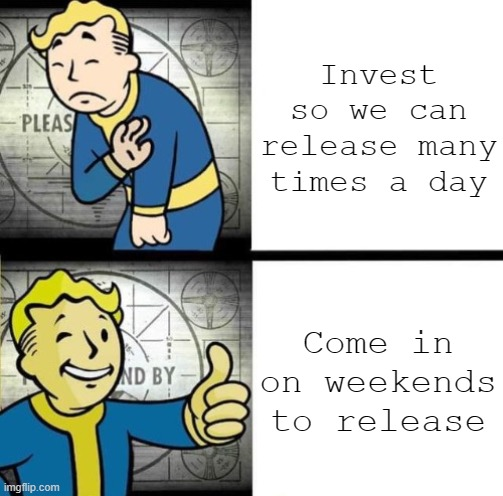 Invest
so we can
release many
times a day
PLEAS
Come in
on weekends
to release
ND BY
imgflip.com